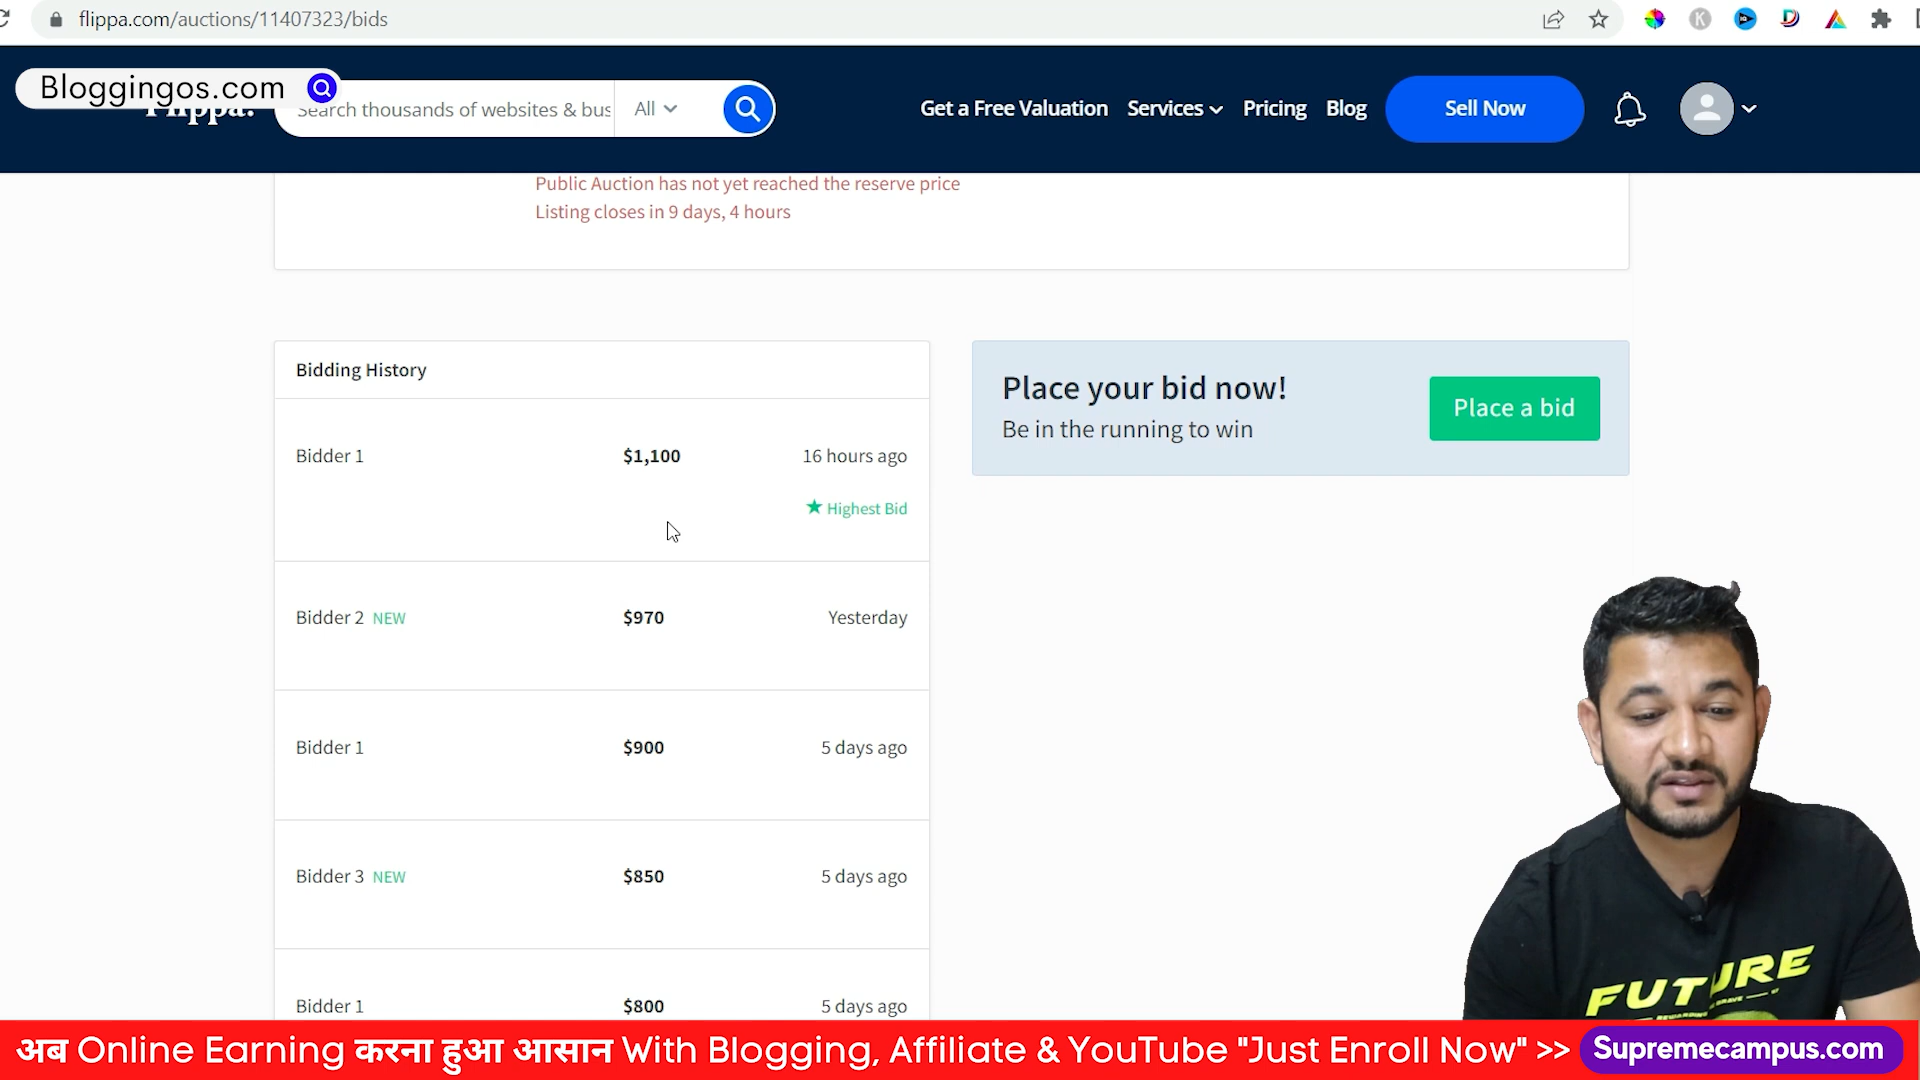 flippa.com/auctions/11407323/bids
Bloggingos.com
Flippa.
Search thousands of websites & bus
All
Get a Free Valuation
Services
Pricing
Blog
Sell Now
Public Auction has not yet reached the reserve price
Listing closes in 9 days, 4 hours
Bidding History
Bidder 1 $1,100 16 hours ago
★ Highest Bid
Bidder 2 NEW $970 Yesterday
Bidder 1 $900 5 days ago
Bidder 3 NEW $850 5 days ago
Bidder 1 $800 5 days ago
Place your bid now!
Be in the running to win
Place a bid
FUTURE
अब Online Earning करना हुआ आसान With Blogging, Affiliate & YouTube "Just Enroll Now" >>
Supremecampus.com